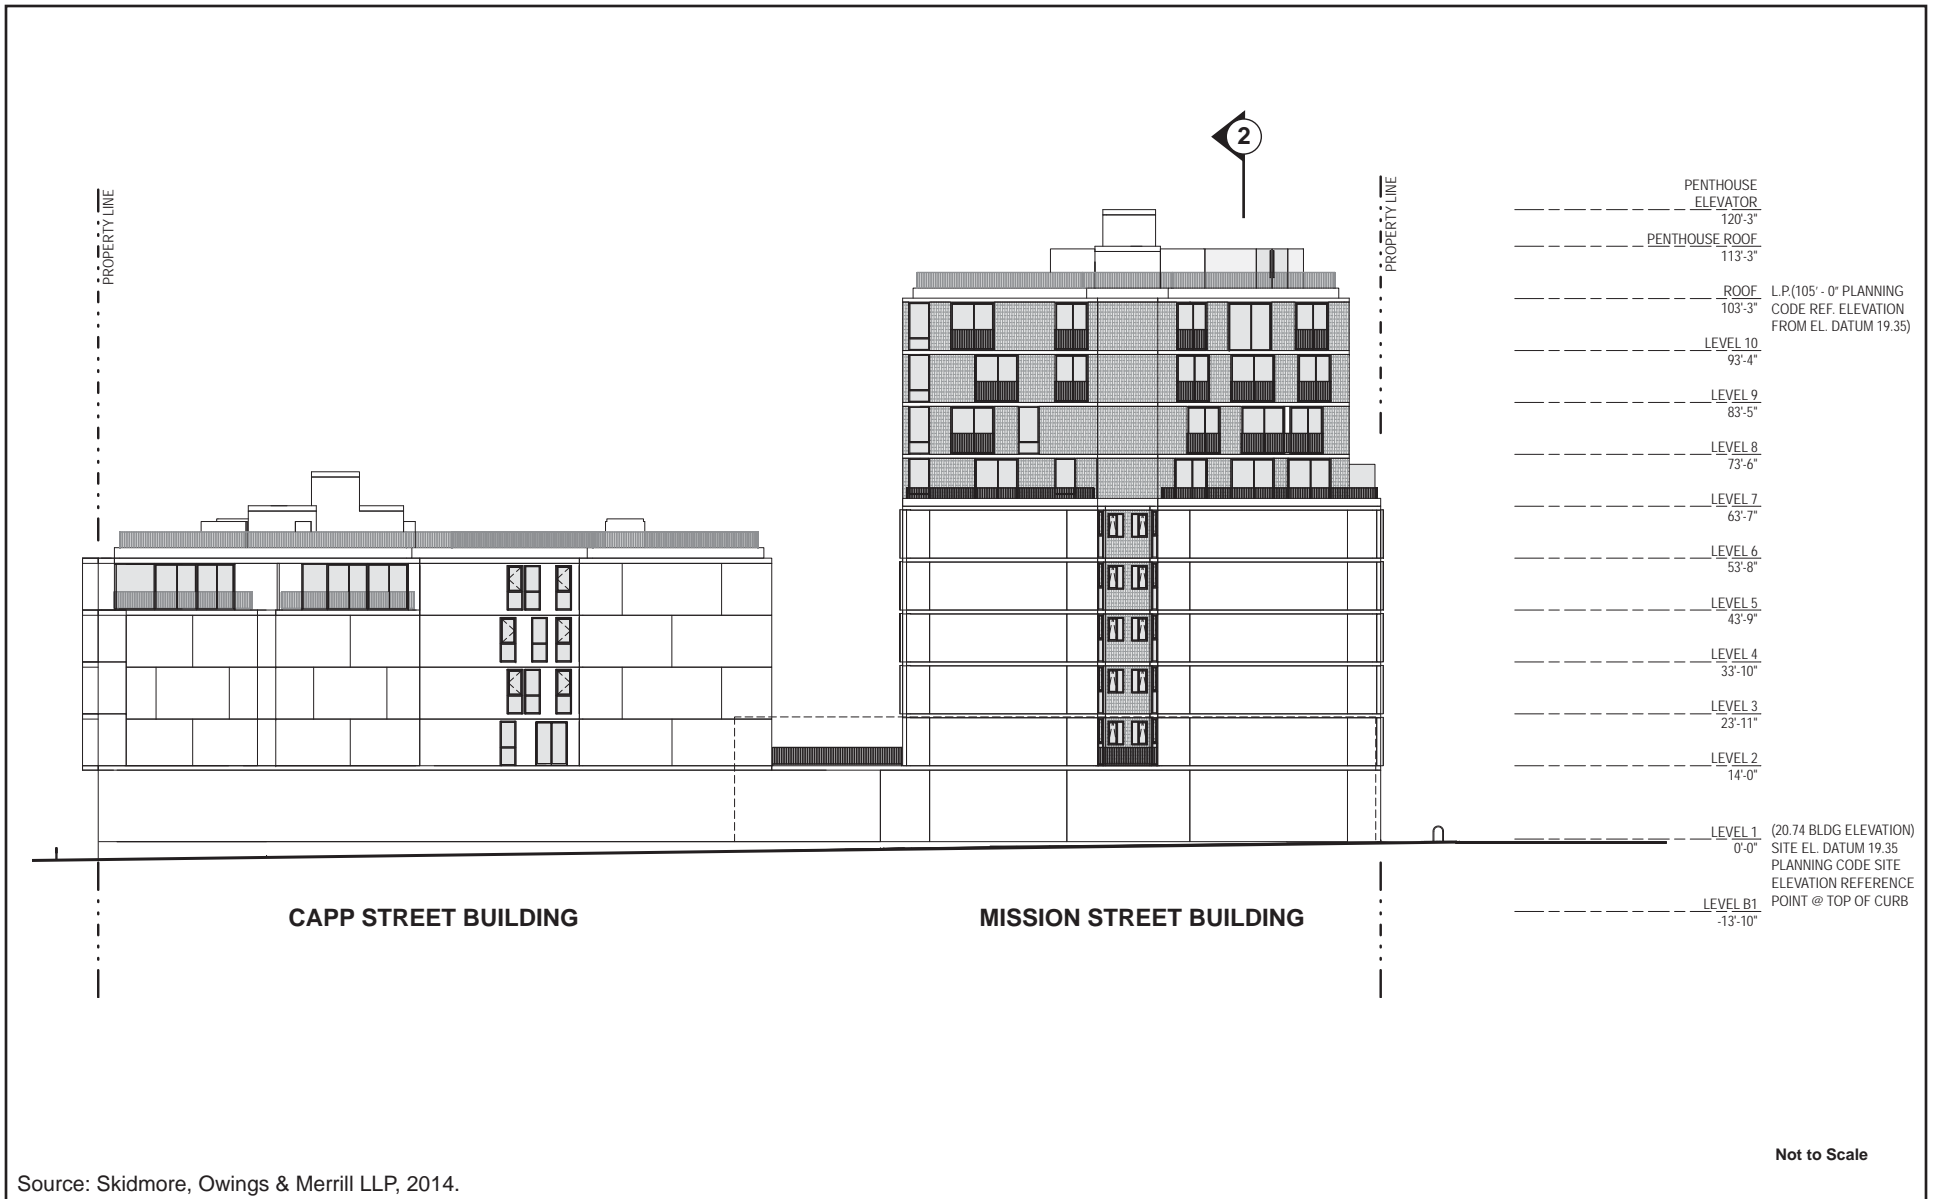 2
PROPERTY LINE
PROPERTY LINE
PENTHOUSE
ELEVATOR
120'-3"
PENTHOUSE ROOF
113'-3"
ROOF
103'-3"
L.P.(105' - 0" PLANNING
CODE REF. ELEVATION
FROM EL. DATUM 19.35)
LEVEL 10
93'-4"
LEVEL 9
83'-5"
LEVEL 8
73'-6"
LEVEL 7
63'-7"
LEVEL 6
53'-8"
LEVEL 5
43'-9"
LEVEL 4
33'-10"
LEVEL 3
23'-11"
LEVEL 2
14'-0"
LEVEL 1
0'-0"
(20.74 BLDG ELEVATION)
SITE EL. DATUM 19.35
PLANNING CODE SITE
ELEVATION REFERENCE
POINT @ TOP OF CURB
LEVEL B1
-13'-10"
CAPP STREET BUILDING
MISSION STREET BUILDING
Not to Scale
Source: Skidmore, Owings & Merrill LLP, 2014.